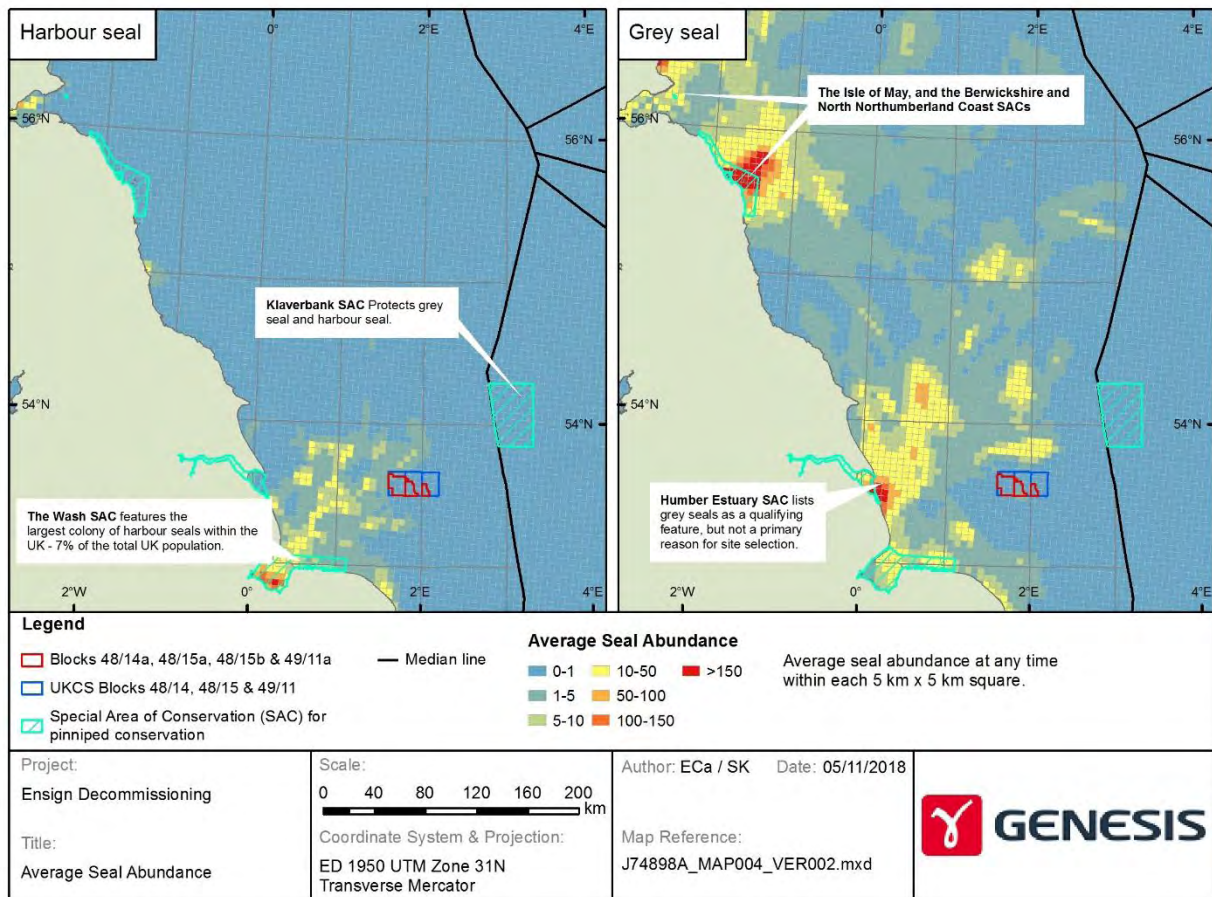 Harbour seal
0°
2°E
4°E
56°N
56°N
Klaverbank SAC Protects grey
seal and harbour seal.
54°N
54°N
The Wash SAC features the
largest colony of harbour seals within the
UK - 7% of the total UK population.
2°W
0°
2°E
Grey seal
0°
2°E
4°E
The Isle of May, and the Berwickshire and
North Northumberland Coast SACs
56°N
54°N
Humber Estuary SAC lists
grey seals as a qualifying
feature, but not a primary
reason for site selection.
2°W
0°
2°E
Legend
Blocks 48/14a, 48/15a, 48/15b & 49/11a
UKCS Blocks 48/14, 48/15 & 49/11
Special Area of Conservation (SAC) for
pinniped conservation
Median line
Average Seal Abundance
0-1
10-50
>150
1-5
50-100
5-10
100-150
Average seal abundance at any time
within each 5 km x 5 km square.
Project:
Ensign Decommissioning
Title:
Average Seal Abundance
Scale:
0 40 80 120 160 200
km
Coordinate System & Projection:
ED 1950 UTM Zone 31N
Transverse Mercator
Author: ECa / SK Date: 05/11/2018
Map Reference:
J74898A_MAP004_VER002.mxd
GENESIS